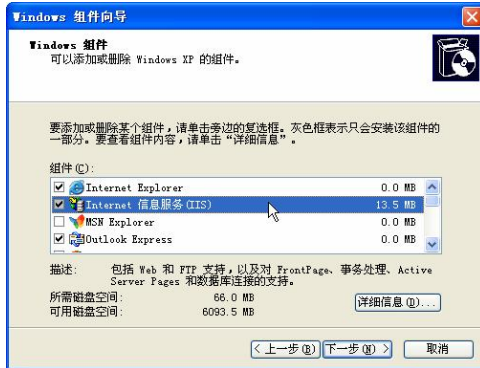 Windows 组件向导
Windows 组件
可以添加或删除 Windows XP 的组件。
要添加或删除某个组件，请单击旁边的复选框。灰色框表示只会安装该组件的
一部分。要查看组件内容，请单击“详细信息”。
组件(C):
Internet Explorer 0.0 MB
Internet 信息服务(IIS) 13.5 MB
MSN Explorer 0.0 MB
Outlook Express 0.0 MB
描述: 包括 Web 和 FTP 支持，以及对 FrontPage、事务处理、Active
Server Pages 和数据库连接的支持。
所需磁盘空间: 66.0 MB
可用磁盘空间: 6093.5 MB
详细信息(D)...
<上一步(B) 下一步(N)> 取消